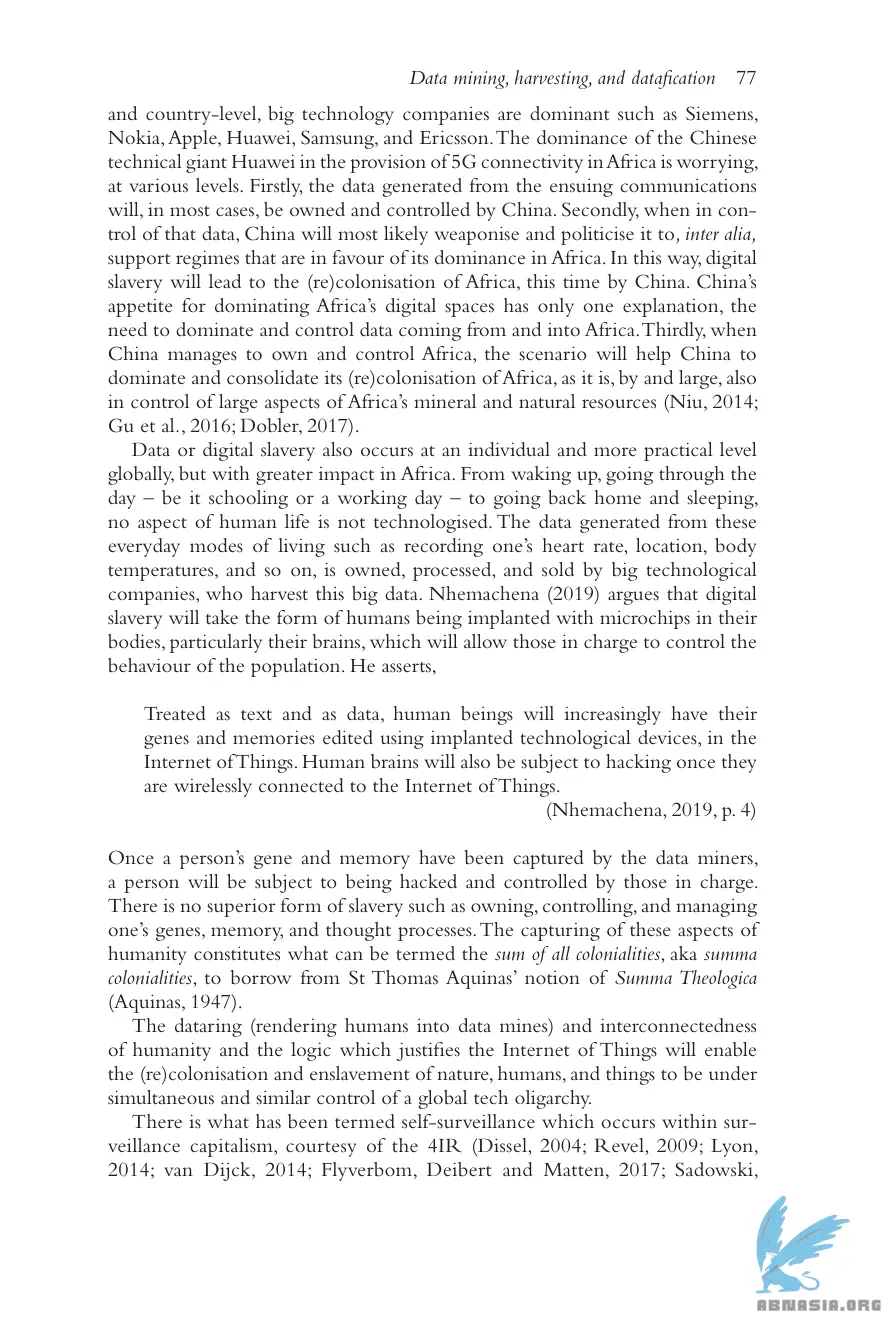 Data mining, harvesting, and datafication 77
and country-level, big technology companies are dominant such as Siemens,
Nokia, Apple, Huawei, Samsung, and Ericsson. The dominance of the Chinese
technical giant Huawei in the provision of 5G connectivity in Africa is worrying,
at various levels. Firstly, the data generated from the ensuing communications
will, in most cases, be owned and controlled by China. Secondly, when in con-
trol of that data, China will most likely weaponise and politicise it to, inter alia,
support regimes that are in favour of its dominance in Africa. In this way, digital
slavery will lead to the (re)colonisation of Africa, this time by China. China's
appetite for dominating Africa's digital spaces has only one explanation, the
need to dominate and control data coming from and into Africa. Thirdly, when
China manages to own and control Africa, the scenario will help China to
dominate and consolidate its (re)colonisation of Africa, as it is, by and large, also
in control of large aspects of Africa's mineral and natural resources (Niu, 2014;
Gu et al., 2016; Dobler, 2017).
Data or digital slavery also occurs at an individual and more practical level
globally, but with greater impact in Africa. From waking up, going through the
day – be it schooling or a working day – to going back home and sleeping,
no aspect of human life is not technologised. The data generated from these
everyday modes of living such as recording one's heart rate, location, body
temperatures, and so on, is owned, processed, and sold by big technological
companies, who harvest this big data. Nhemachena (2019) argues that digital
slavery will take the form of humans being implanted with microchips in their
bodies, particularly their brains, which will allow those in charge to control the
behaviour of the population. He asserts,
Treated as text and as data, human beings will increasingly have their
genes and memories edited using implanted technological devices, in the
Internet of Things. Human brains will also be subject to hacking once they
are wirelessly connected to the Internet of Things.
(Nhemachena, 2019, p. 4)
Once a person's gene and memory have been captured by the data miners,
a person will be subject to being hacked and controlled by those in charge.
There is no superior form of slavery such as owning, controlling, and managing
one's genes, memory, and thought processes. The capturing of these aspects of
humanity constitutes what can be termed the sum of all colonialities, aka summa
colonialities, to borrow from St Thomas Aquinas' notion of Summa Theologica
(Aquinas, 1947).
The dataring (rendering humans into data mines) and interconnectedness
of humanity and the logic which justifies the Internet of Things will enable
the (re)colonisation and enslavement of nature, humans, and things to be under
simultaneous and similar control of a global tech oligarchy.
There is what has been termed self-surveillance which occurs within sur-
veillance capitalism, courtesy of the 4IR (Dissel, 2004; Revel, 2009; Lyon,
2014; van Dijck, 2014; Flyverbom, Deibert and Matten, 2017; Sadowski,
ABNASIA.ORG